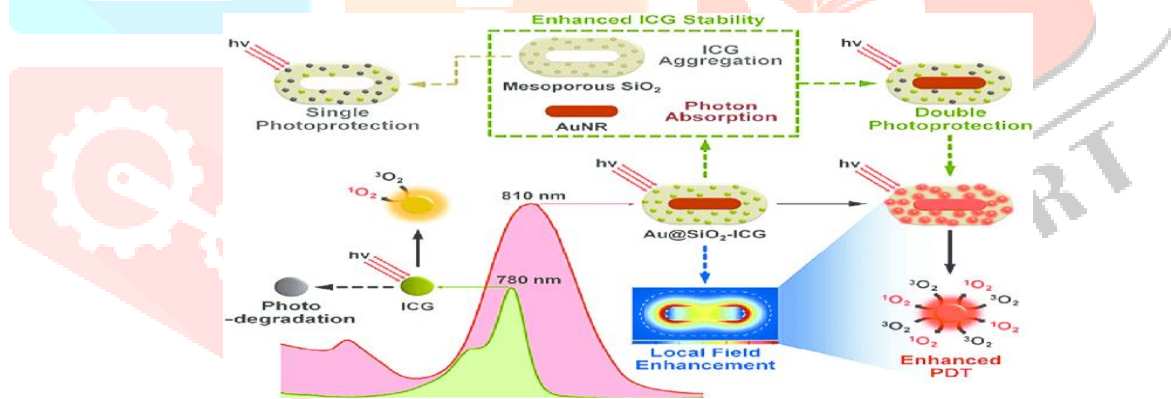 Enhanced ICG Stability
hν
ICG
Aggregation
Mesoporous SiO₂
AuNR
Photon
Absorption
Single
Photoprotection
hν
Double
Photoprotection
³O₂
¹O₂
hν
Photo
-degradation
ICG
810 nm
780 nm
hν
Au@SiO₂-ICG
hν
Local Field
Enhancement
³O₂ ¹O₂
¹O₂ ³O₂
³O₂ ¹O₂
¹O₂ ³O₂
Enhanced
PDT
RT